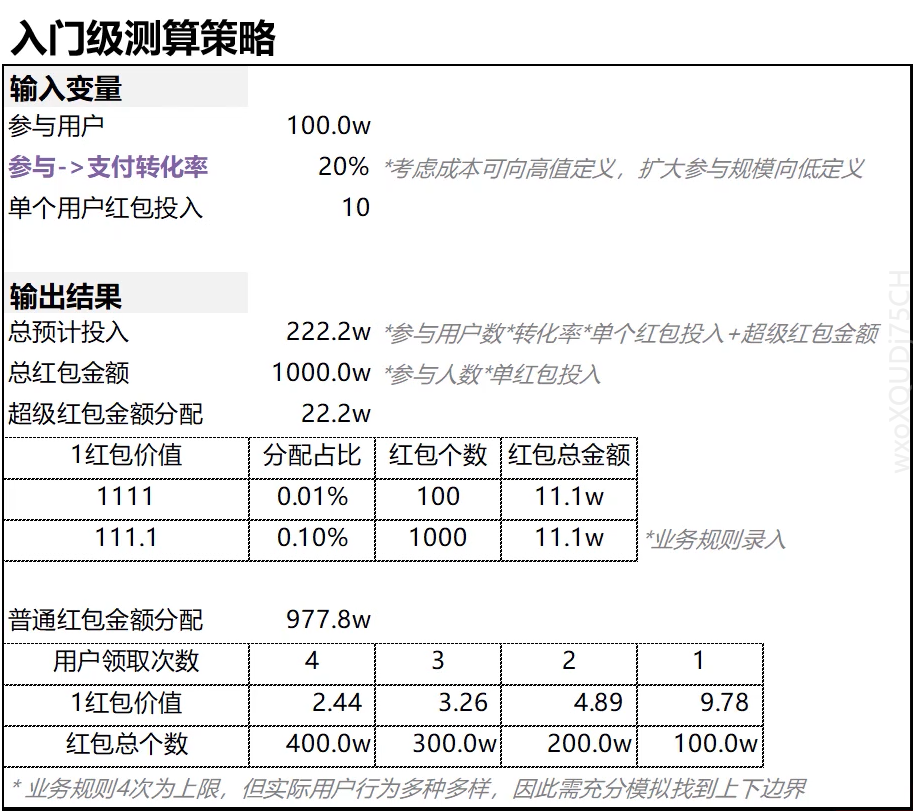 入门级测算策略
输入变量
参与用户 100.0w
参与->支付转化率 20% *考虑成本可向高值定义，扩大参与规模向低定义
单个用户红包投入 10
输出结果
总预计投入 222.2w *参与用户数*转化率*单个红包投入+超级红包金额
总红包金额 1000.0w *参与人数*单红包投入
超级红包金额分配 22.2w
1红包价值 分配占比 红包个数 红包总金额
1111 0.01% 100 11.1w
111.1 0.10% 1000 11.1w *业务规则录入
普通红包金额分配 977.8w
用户领取次数 4 3 2 1
1红包价值 2.44 3.26 4.89 9.78
红包总个数 400.0w 300.0w 200.0w 100.0w
* 业务规则4次为上限，但实际用户行为多种多样，因此需充分模拟找到上下边界
wxoXQUDi75CH